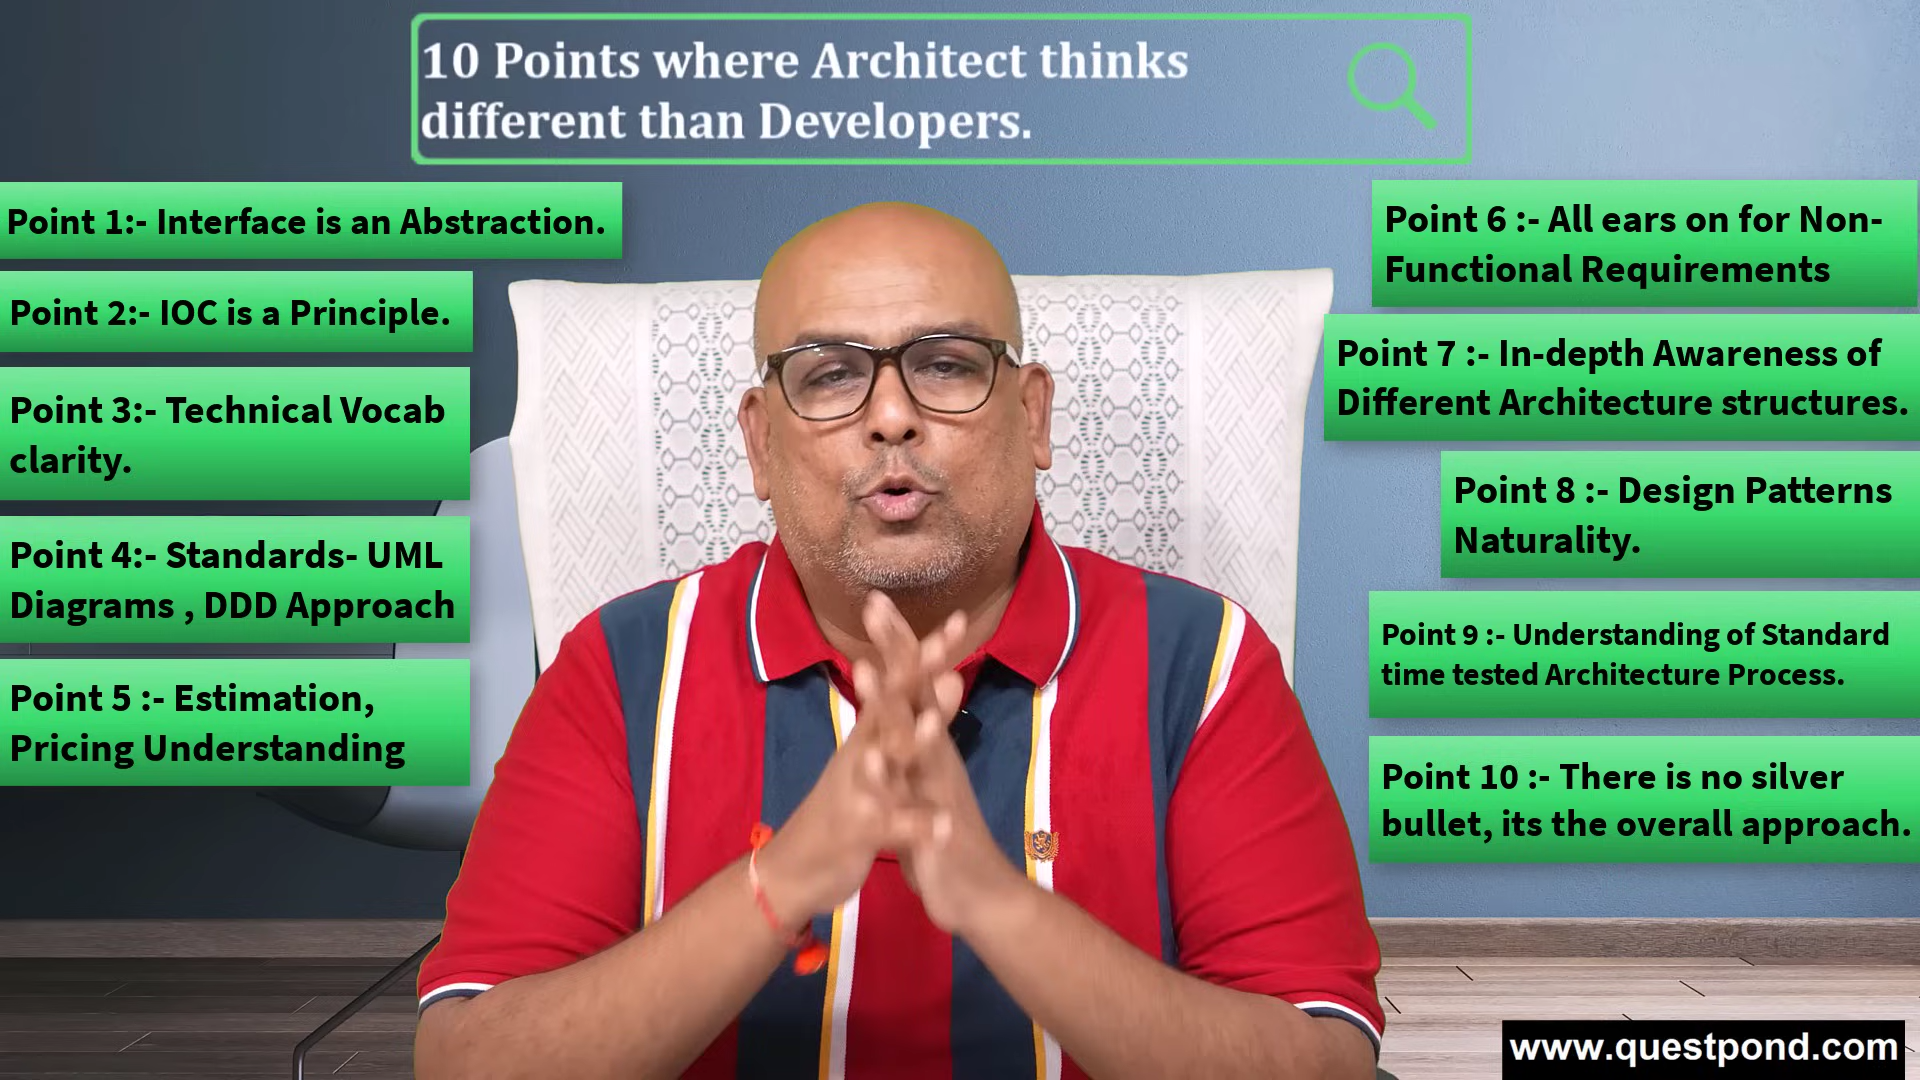 10 Points where Architect thinks
different than Developers.
Point 1:- Interface is an Abstraction.
Point 2:- IOC is a Principle.
Point 3:- Technical Vocab
clarity.
Point 4:- Standards- UML
Diagrams , DDD Approach
Point 5 :- Estimation,
Pricing Understanding
Point 6 :- All ears on for Non-
Functional Requirements
Point 7 :- In-depth Awareness of
Different Architecture structures.
Point 8 :- Design Patterns
Naturality.
Point 9 :- Understanding of Standard
time tested Architecture Process.
Point 10 :- There is no silver
bullet, its the overall approach.
www.questpond.com